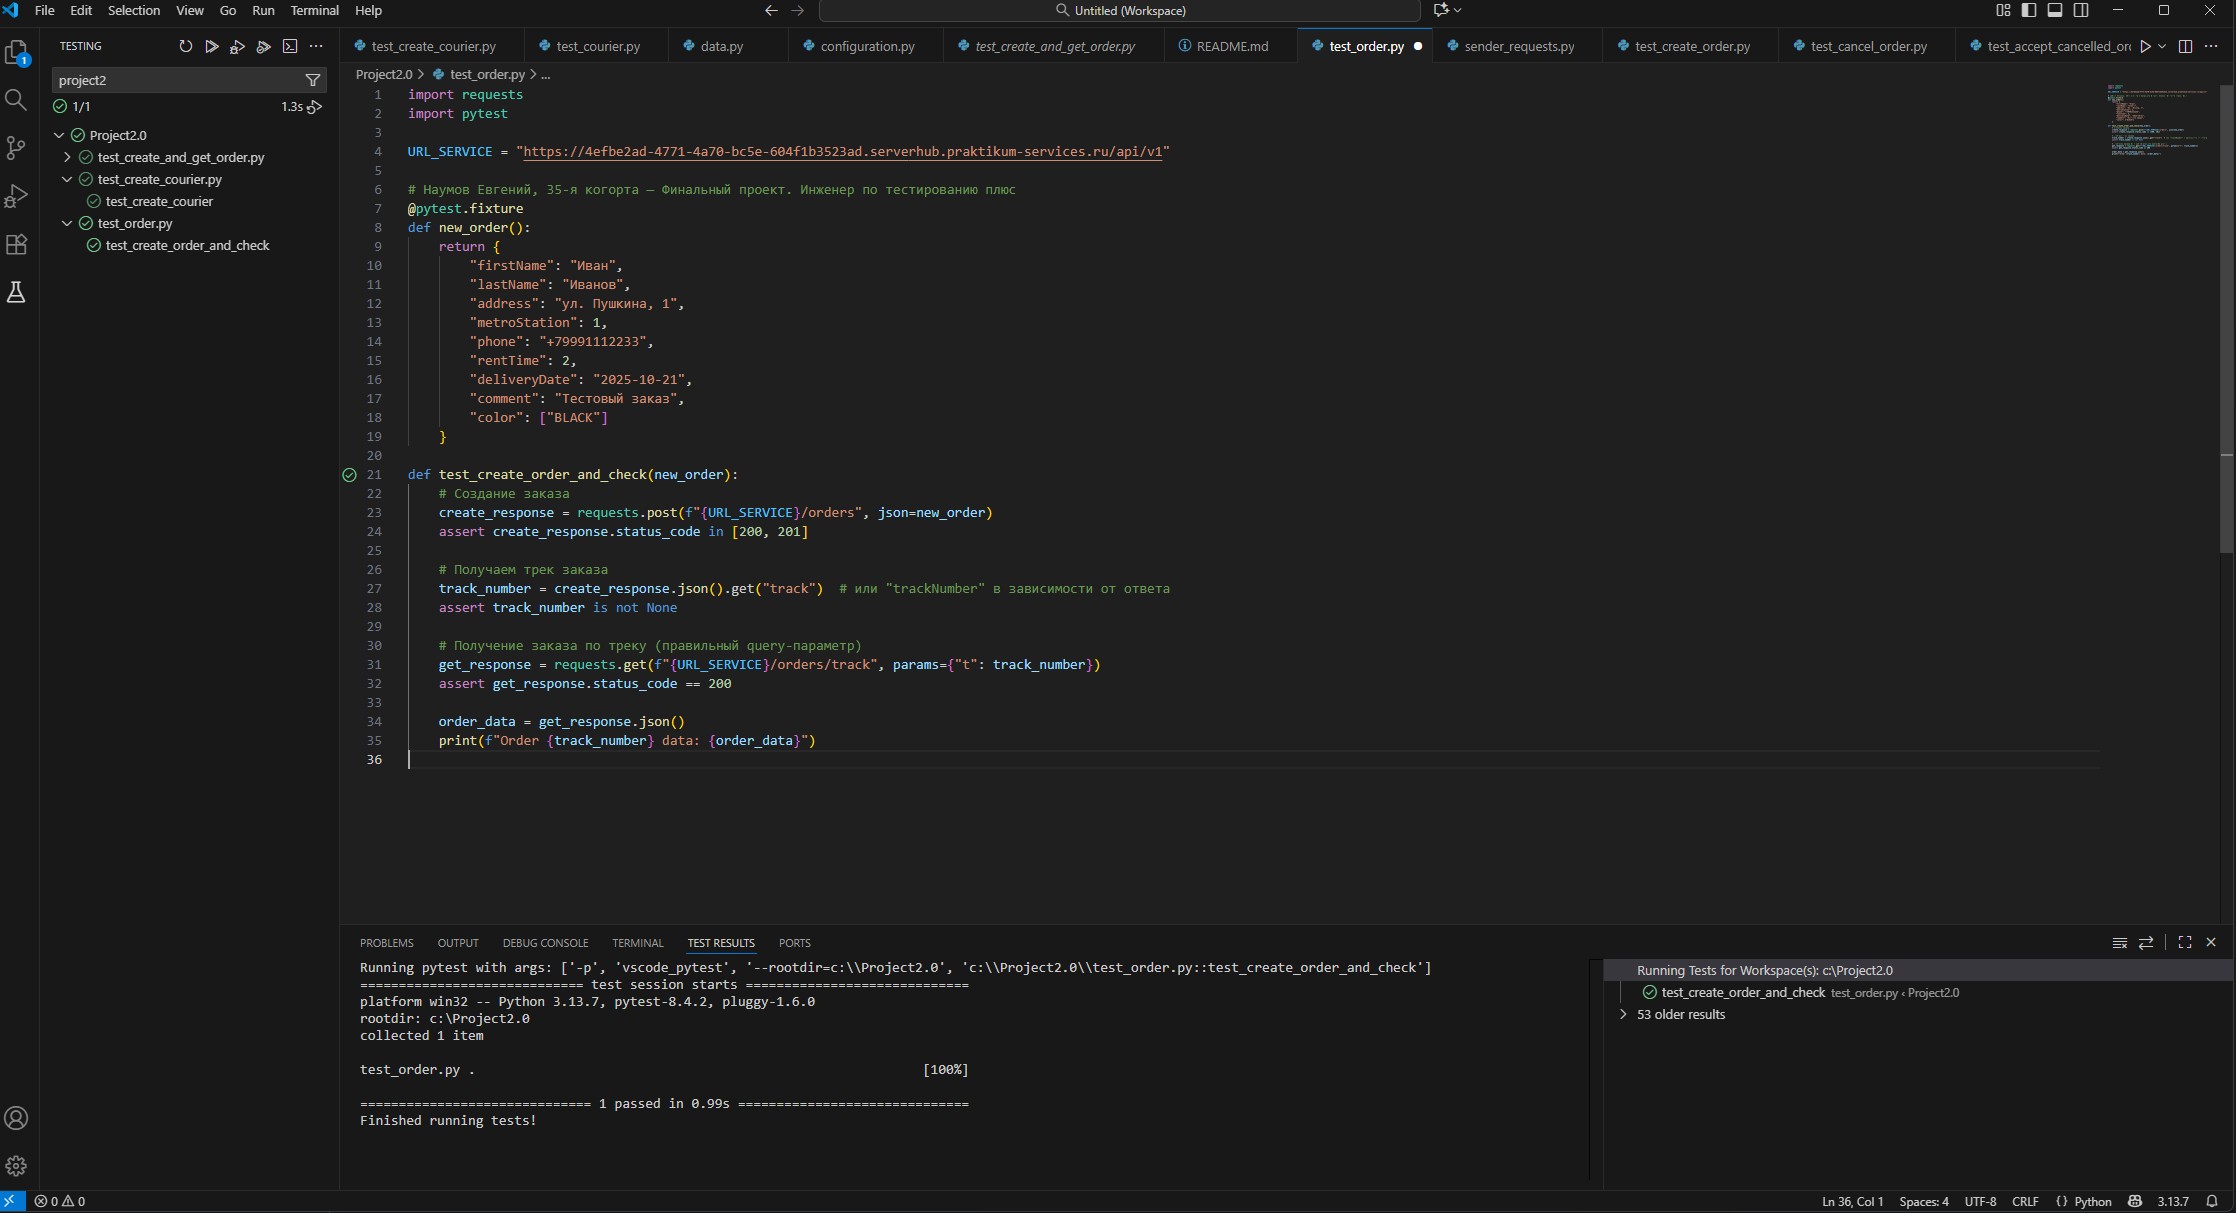 File Edit Selection View Go Run Terminal Help
Untitled (Workspace)
TESTING
test_create_courier.py
test_courier.py
data.py
configuration.py
test_create_and_get_order.py
README.md
test_order.py
sender_requests.py
test_create_order.py
test_cancel_order.py
test_accept_cancelled_ord
1
project2
1/1
1.3s
Project2.0
test_create_and_get_order.py
test_create_courier.py
test_create_courier
test_order.py
test_create_order_and_check
Project2.0 > test_order.py > ...
1 import requests
2 import pytest
3
4 URL_SERVICE = "https://4efbe2ad-4771-4a70-bc5e-604f1b3523ad.serverhub.praktikum-services.ru/api/v1"
5
6 # Наумов Евгений, 35-я когорта — Финальный проект. Инженер по тестированию плюс
7 @pytest.fixture
8 def new_order():
9 return {
10 "firstName": "Иван",
11 "lastName": "Иванов",
12 "address": "ул. Пушкина, 1",
13 "metroStation": 1,
14 "phone": "+79991112233",
15 "rentTime": 2,
16 "deliveryDate": "2025-10-21",
17 "comment": "Тестовый заказ",
18 "color": ["BLACK"]
19 }
20
21 def test_create_order_and_check(new_order):
22 # Создание заказа
23 create_response = requests.post(f"{URL_SERVICE}/orders", json=new_order)
24 assert create_response.status_code in [200, 201]
25
26 # Получаем трек заказа
27 track_number = create_response.json().get("track")  # или "trackNumber" в зависимости от ответа
28 assert track_number is not None
29
30 # Получение заказа по треку (правильный query-параметр)
31 get_response = requests.get(f"{URL_SERVICE}/orders/track", params={"t": track_number})
32 assert get_response.status_code == 200
33
34 order_data = get_response.json()
35 print(f"Order {track_number} data: {order_data}")
36
PROBLEMS OUTPUT DEBUG CONSOLE TERMINAL TEST RESULTS PORTS
Running pytest with args: ['-p', 'vscode_pytest', '--rootdir=c:\\Project2.0', 'c:\\Project2.0\\test_order.py::test_create_order_and_check']
============================= test session starts =============================
platform win32 -- Python 3.13.7, pytest-8.4.2, pluggy-1.6.0
rootdir: c:\Project2.0
collected 1 item
test_order.py . [100%]
============================== 1 passed in 0.99s ==============================
Finished running tests!
Running Tests for Workspace(s): c:\Project2.0
test_create_order_and_check test_order.py ‹ Project2.0
53 older results
0 0
Ln 36, Col 1 Spaces: 4 UTF-8 CRLF {} Python 3.13.7